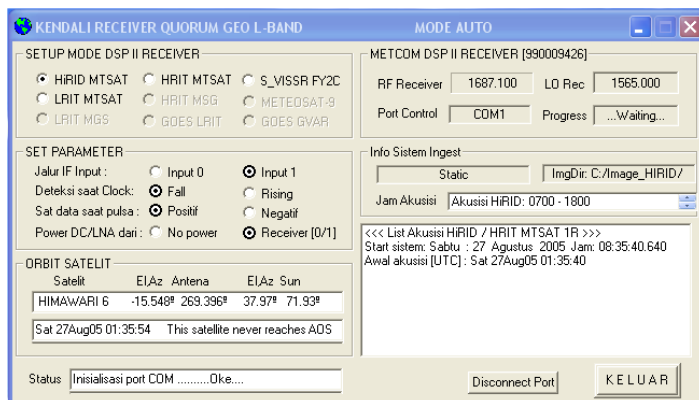 KENDALI RECEIVER QUORUM GEO L-BAND MODE AUTO
SETUP MODE DSP II RECEIVER
HiRID MTSAT HRIT MTSAT S_VISSR FY2C
LRIT MTSAT HRIT MSG METEOSAT-9
LRIT MGS GOES LRIT GOES GVAR
METCOM DSP II RECEIVER [990009426]
RF Receiver 1687.100 LO Rec 1565.000
Port Control COM1 Progress ...Waiting...
SET PARAMETER
Jalur IF Input : Input 0 Input 1
Deteksi saat Clock: Fall Rising
Sat data saat pulsa : Positif Negatif
Power DC/LNA dari : No power Receiver [0/1]
Info Sistem Ingest
Static ImgDir: C:/Image_HIRID/
Jam Akusisi Akusisi HiRID: 0700 - 1800
<<< List Akusisi HiRID / HRIT MTSAT 1R >>>
Start sistem: Sabtu : 27 Agustus 2005 Jam: 08:35:40.640
Awal akusisi [UTC] : Sat 27Aug05 01:35:40
ORBIT SATELIT
Satelit El,Az Antena El,Az Sun
HIMAWARI 6 -15.548º 269.396º 37.97º 71.93º
Sat 27Aug05 01:35:54 This satellite never reaches AOS
Status Inisialisasi port COM .........Oke....
Disconnect Port KELUAR